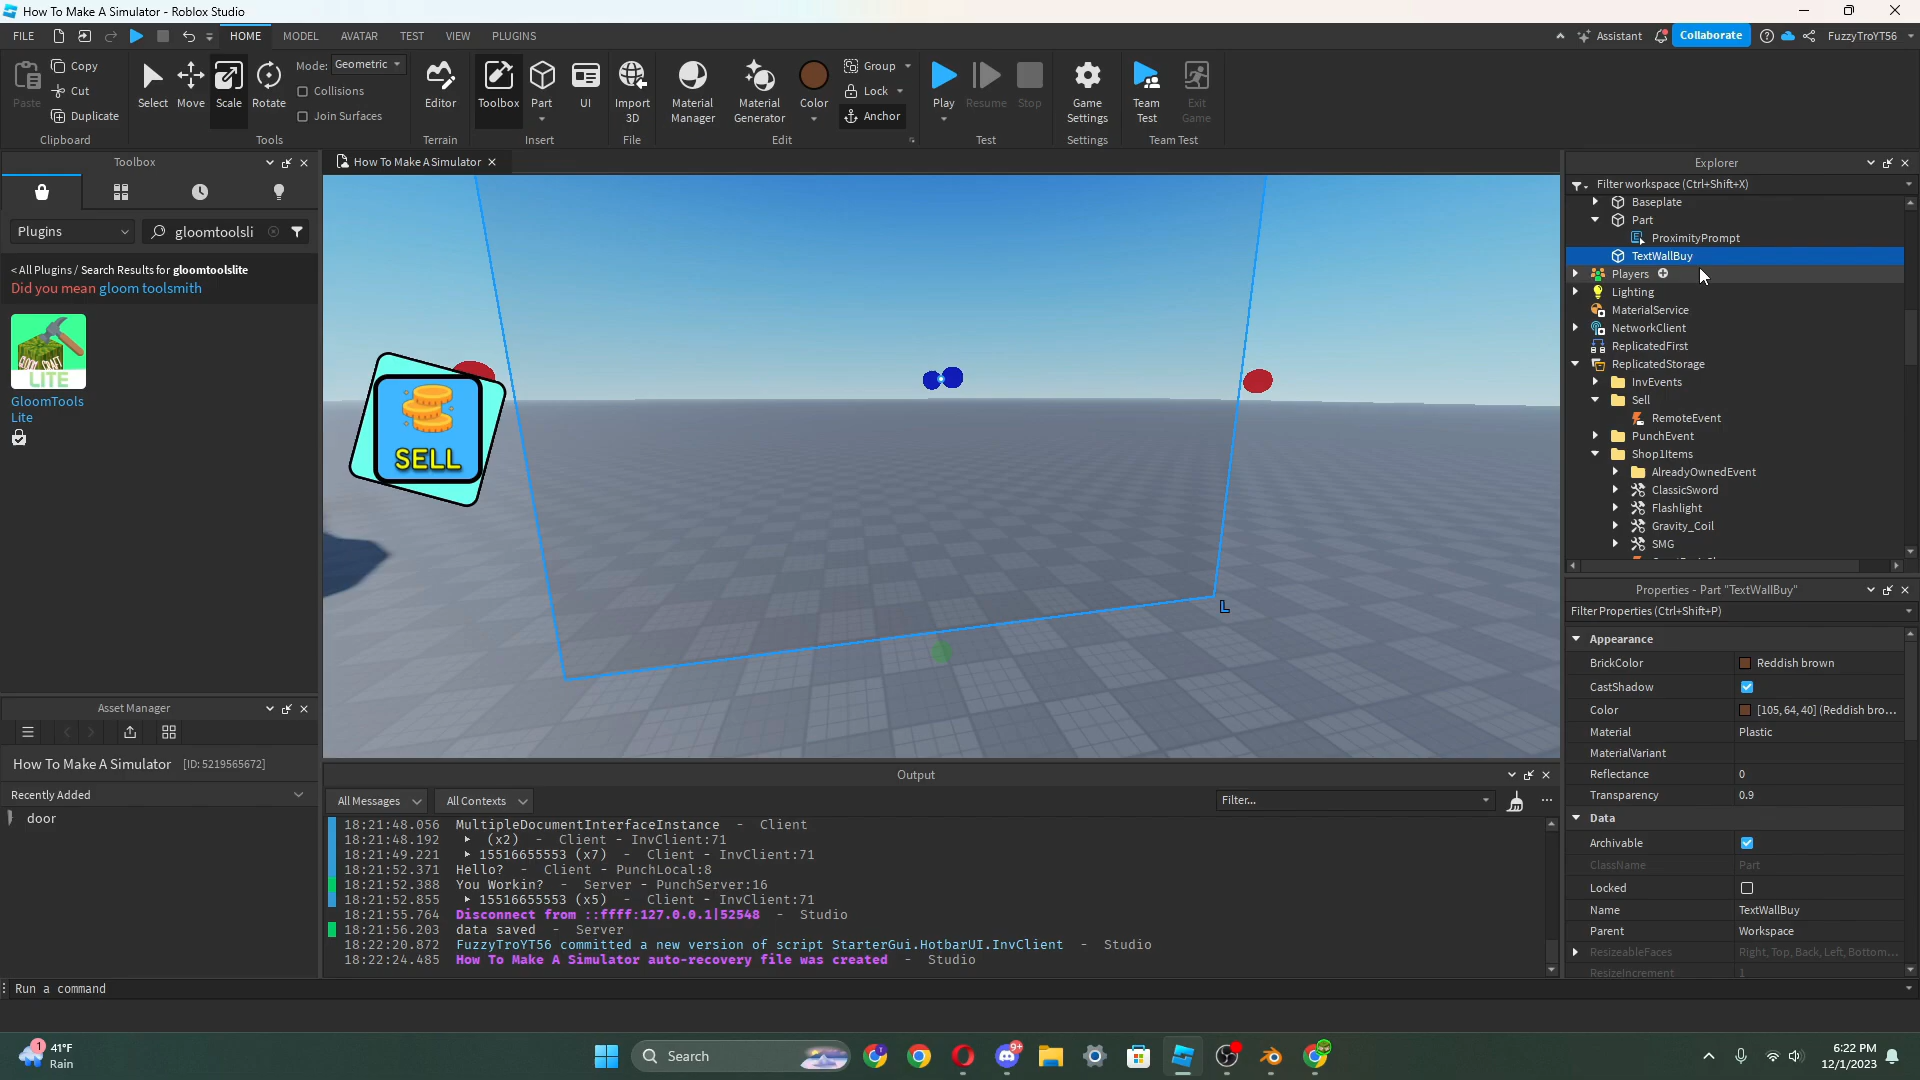 How To Make A Simulator - Roblox Studio
FILE
HOME
MODEL
AVATAR
TEST
VIEW
PLUGINS
Assistant
Collaborate
FuzzyTroYT56
Paste
Copy
Cut
Duplicate
Clipboard
Select
Move
Scale
Rotate
Mode: Geometric
Collisions
Join Surfaces
Tools
Editor
Terrain
Toolbox
Part
UI
Insert
Import
3D
File
Material
Manager
Material
Generator
Color
Group
Lock
Anchor
Edit
Play
Resume
Stop
Test
Game
Settings
Settings
Team
Test
Exit
Game
Team Test
Toolbox
Plugins
gloomtoolsli
< All Plugins / Search Results for gloomtoolslite
Did you mean gloom toolsmith
GLOOM CRAFT
LITE
GloomTools
Lite
Asset Manager
How To Make A Simulator [ID: 5219565672]
Recently Added
door
How To Make A Simulator
SELL
L
Output
All Messages
All Contexts
Filter...
18:21:48.056 MultipleDocumentInterfaceInstance - Client
18:21:48.192 (x2) - Client - InvClient:71
18:21:49.221 15516655553 (x7) - Client - InvClient:71
18:21:52.371 Hello? - Client - PunchLocal:8
18:21:52.388 You Workin? - Server - PunchServer:16
18:21:52.855 15516655553 (x5) - Client - InvClient:71
18:21:55.764 Disconnect from ::ffff:127.0.0.1|52548 - Studio
18:21:56.203 data saved - Server
18:22:20.872 FuzzyTroYT56 committed a new version of script StarterGui.HotbarUI.InvClient - Studio
18:22:24.485 How To Make A Simulator auto-recovery file was created - Studio
Run a command
Explorer
Filter workspace (Ctrl+Shift+X)
Baseplate
Part
ProximityPrompt
TextWallBuy
Players
Lighting
MaterialService
NetworkClient
ReplicatedFirst
ReplicatedStorage
InvEvents
Sell
RemoteEvent
PunchEvent
Shop1Items
AlreadyOwnedEvent
ClassicSword
Flashlight
Gravity_Coil
SMG
Properties - Part "TextWallBuy"
Filter Properties (Ctrl+Shift+P)
Appearance
BrickColor Reddish brown
CastShadow
Color [105, 64, 40] (Reddish bro...
Material Plastic
MaterialVariant
Reflectance 0
Transparency 0.9
Data
Archivable
ClassName Part
Locked
Name TextWallBuy
Parent Workspace
ResizeableFaces Right, Top, Back, Left, Bottom...
ResizeIncrement 1
1
41°F
Rain
Search
9+
6:22 PM
12/1/2023